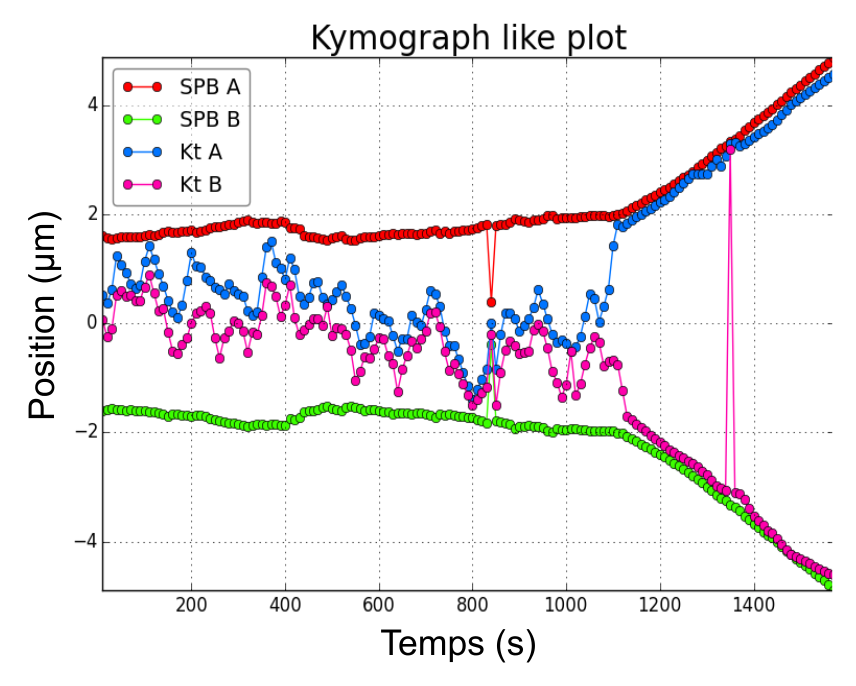 Kymograph like plot
SPB A
SPB B
Kt A
Kt B
Position (µm)
4
2
0
−2
−4
200 400 600 800 1000 1200 1400
Temps (s)